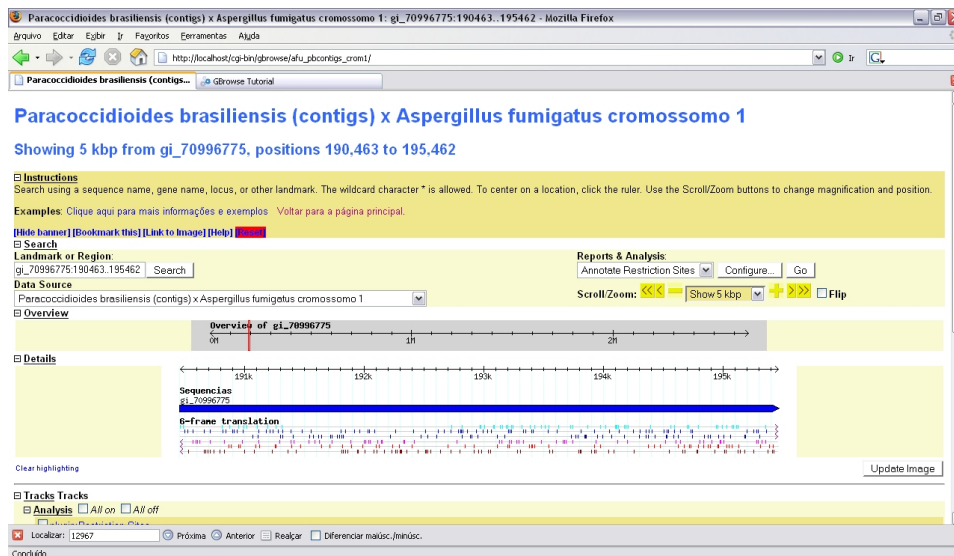 Paracoccidioides brasiliensis (contigs) x Aspergillus fumigatus cromossomo 1: gi_70996775:190463..195462 - Mozilla Firefox
Arquivo Editar Exibir Ir Favoritos Ferramentas Ajuda
http://localhost/cgi-bin/gbrowse/afu_pbcontigs_crom1/ Ir
Paracoccidioides brasiliensis (contigs... GBrowse Tutorial
Paracoccidioides brasiliensis (contigs) x Aspergillus fumigatus cromossomo 1
Showing 5 kbp from gi_70996775, positions 190,463 to 195,462
Instructions
Search using a sequence name, gene name, locus, or other landmark. The wildcard character * is allowed. To center on a location, click the ruler. Use the Scroll/Zoom buttons to change magnification and position.
Examples: Clique aqui para mais informações e exemplos Voltar para a página principal.
[Hide banner] [Bookmark this] [Link to Image] [Help] [Reset]
Search
Landmark or Region: Reports & Analysis:
gi_70996775:190463..195462 Search Annotate Restriction Sites Configure... Go
Data Source
Paracoccidioides brasiliensis (contigs) x Aspergillus fumigatus cromossomo 1 Scroll/Zoom: Show 5 kbp Flip
Overview
Overview of gi_70996775
0M 1M 2M
Details
191k 192k 193k 194k 195k
Sequencias
gi_70996775
6-frame translation
Clear highlighting Update Image
Tracks Tracks
Analysis All on All off
plugin:Restriction Sites
Localizar: 12967 Próxima Anterior Realçar Diferenciar maiúsc./minúsc.
Concluído